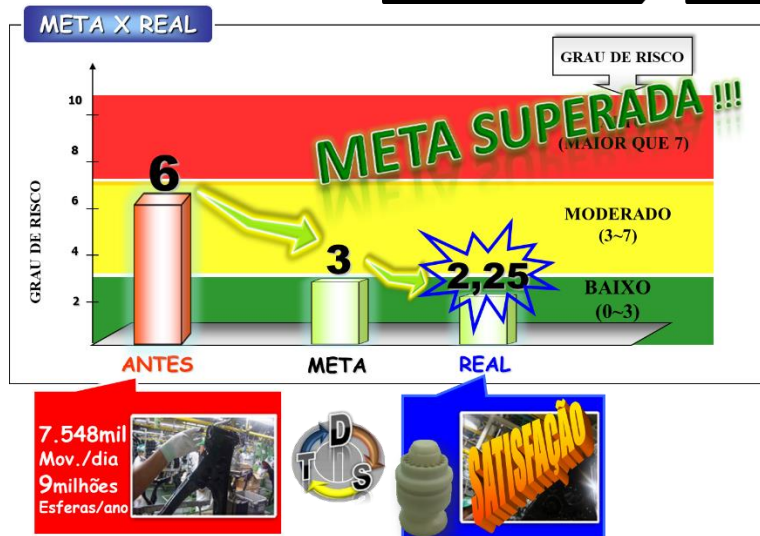 META X REAL
GRAU DE RISCO
META SUPERADA !!!
(MAIOR QUE 7)
10
8
6
4
2
GRAU DE RISCO
6
3
2,25
MODERADO
(3~7)
BAIXO
(0~3)
ANTES
META
REAL
7.548mil
Mov./dia
9milhões
Esferas/ano
D
T
S
SATISFAÇÃO